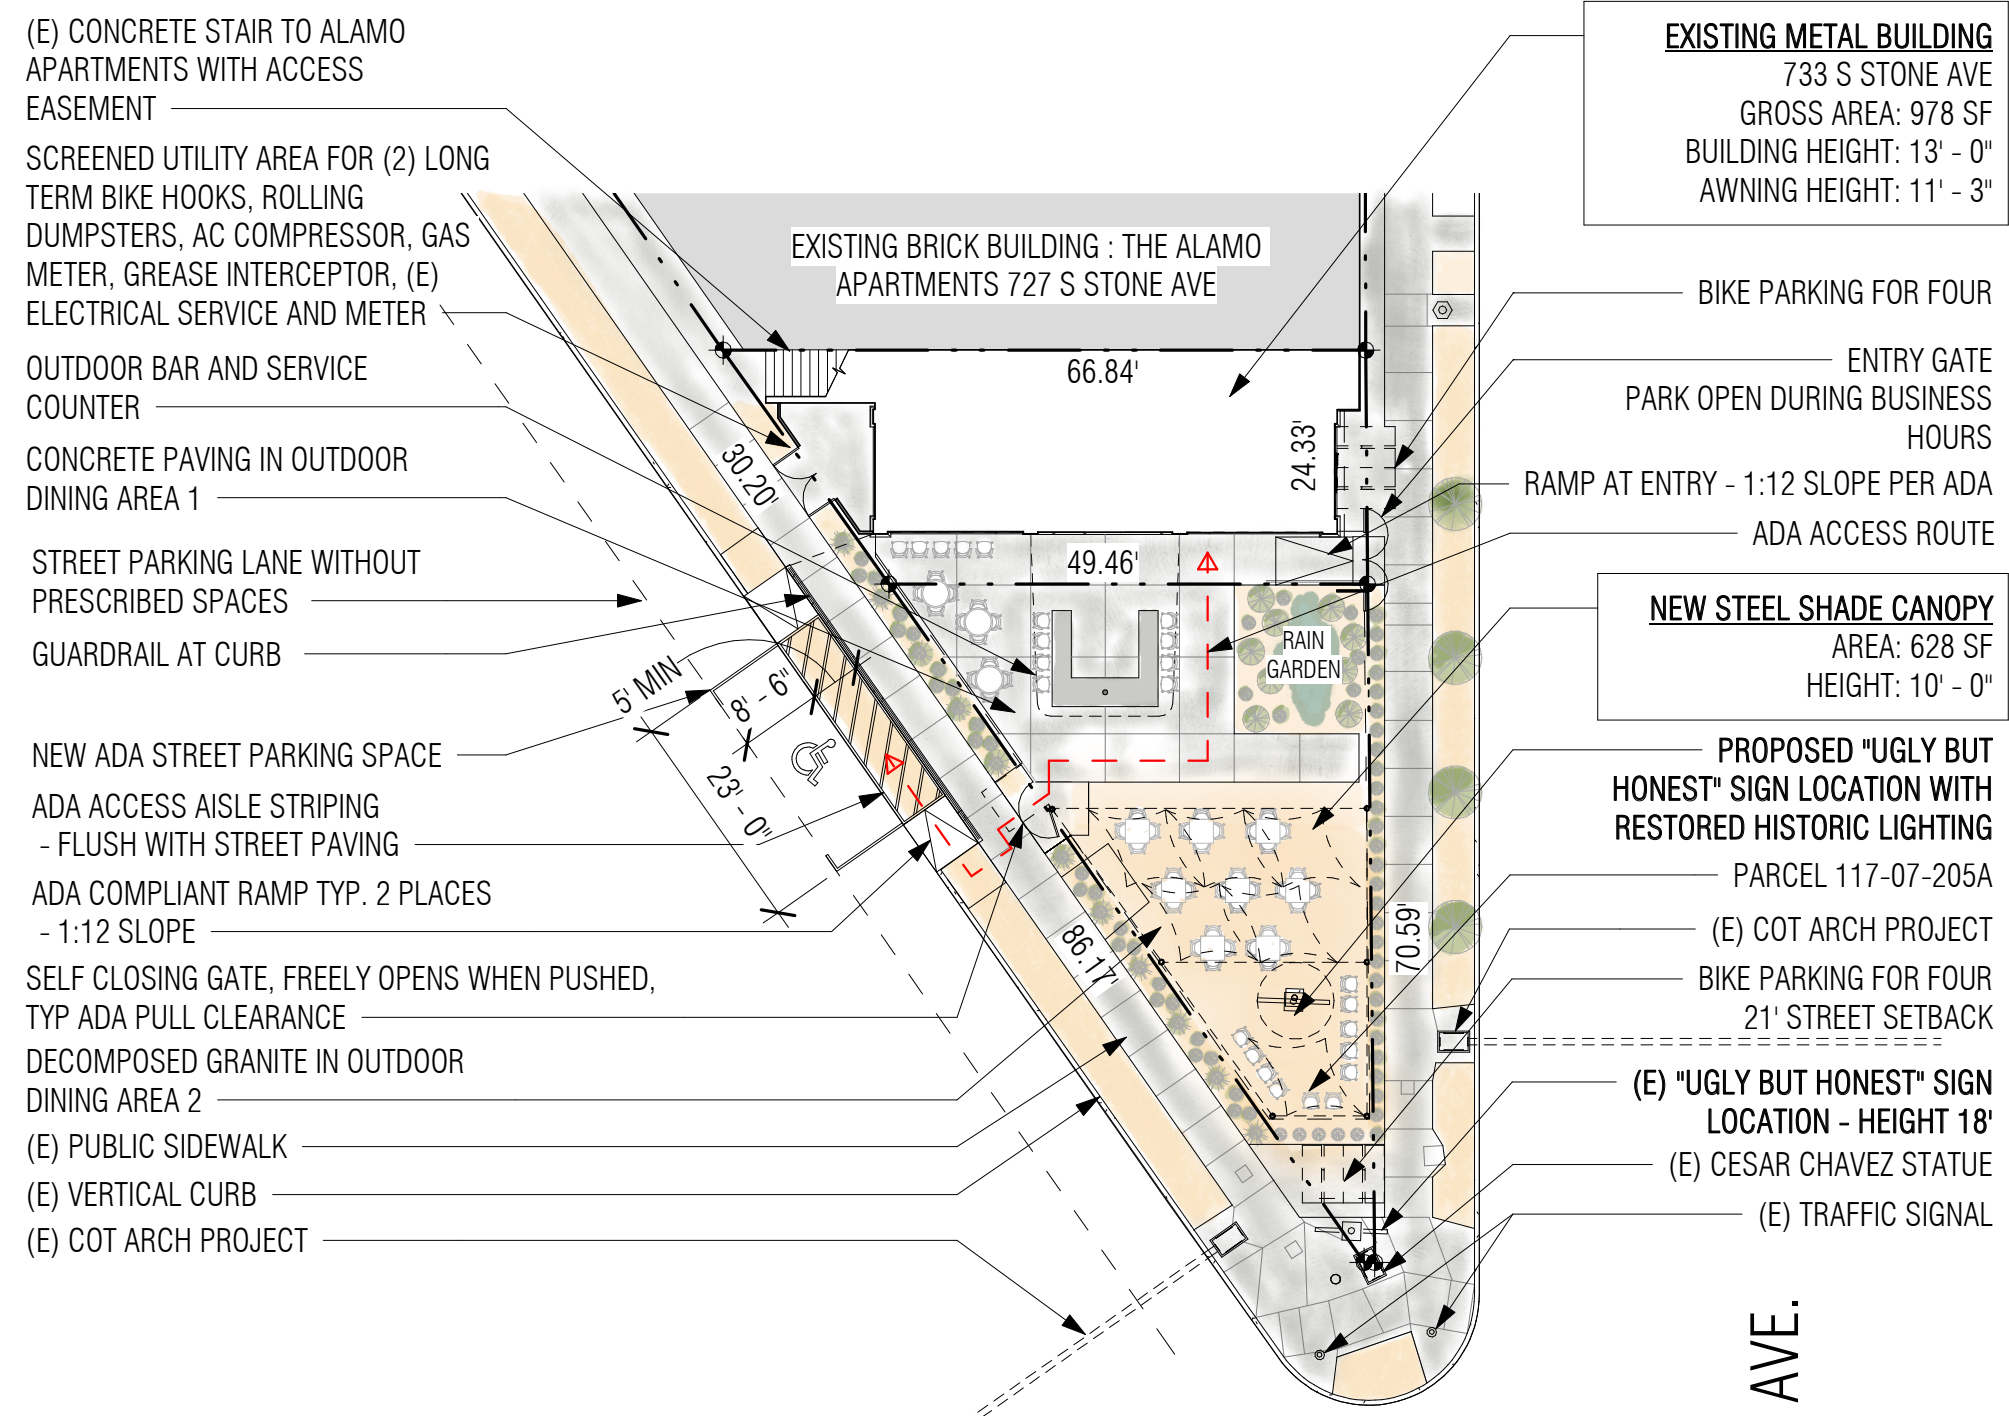 (E) CONCRETE STAIR TO ALAMO
APARTMENTS WITH ACCESS
EASEMENT
SCREENED UTILITY AREA FOR (2) LONG
TERM BIKE HOOKS, ROLLING
DUMPSTERS, AC COMPRESSOR, GAS
METER, GREASE INTERCEPTOR, (E)
ELECTRICAL SERVICE AND METER
OUTDOOR BAR AND SERVICE
COUNTER
CONCRETE PAVING IN OUTDOOR
DINING AREA 1
STREET PARKING LANE WITHOUT
PRESCRIBED SPACES
GUARDRAIL AT CURB
NEW ADA STREET PARKING SPACE
ADA ACCESS AISLE STRIPING
- FLUSH WITH STREET PAVING
ADA COMPLIANT RAMP TYP. 2 PLACES
- 1:12 SLOPE
SELF CLOSING GATE, FREELY OPENS WHEN PUSHED,
TYP ADA PULL CLEARANCE
DECOMPOSED GRANITE IN OUTDOOR
DINING AREA 2
(E) PUBLIC SIDEWALK
(E) VERTICAL CURB
(E) COT ARCH PROJECT
EXISTING BRICK BUILDING : THE ALAMO
APARTMENTS 727 S STONE AVE
66.84'
24.33'
30.20'
49.46'
RAIN
GARDEN
5' MIN
8' - 6"
23' - 0"
86.17'
70.59'
EXISTING METAL BUILDING
733 S STONE AVE
GROSS AREA: 978 SF
BUILDING HEIGHT: 13' - 0"
AWNING HEIGHT: 11' - 3"
BIKE PARKING FOR FOUR
ENTRY GATE
PARK OPEN DURING BUSINESS
HOURS
RAMP AT ENTRY - 1:12 SLOPE PER ADA
ADA ACCESS ROUTE
NEW STEEL SHADE CANOPY
AREA: 628 SF
HEIGHT: 10' - 0"
PROPOSED "UGLY BUT
HONEST" SIGN LOCATION WITH
RESTORED HISTORIC LIGHTING
PARCEL 117-07-205A
(E) COT ARCH PROJECT
BIKE PARKING FOR FOUR
21' STREET SETBACK
(E) "UGLY BUT HONEST" SIGN
LOCATION - HEIGHT 18'
(E) CESAR CHAVEZ STATUE
(E) TRAFFIC SIGNAL
AVE.